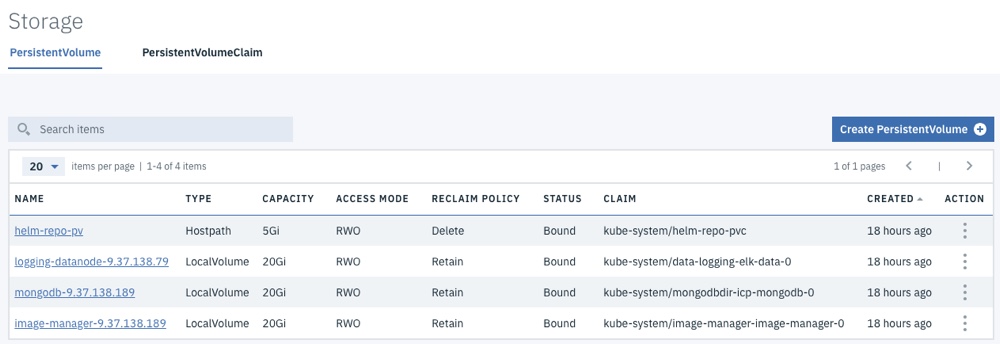 Storage
PersistentVolume PersistentVolumeClaim
Search items Create PersistentVolume
20 items per page | 1-4 of 4 items 1 of 1 pages |
NAME TYPE CAPACITY ACCESS MODE RECLAIM POLICY STATUS CLAIM CREATED ACTION
helm-repo-pv Hostpath 5Gi RWO Delete Bound kube-system/helm-repo-pvc 18 hours ago
logging-datanode-9.37.138.79 LocalVolume 20Gi RWO Retain Bound kube-system/data-logging-elk-data-0 18 hours ago
mongodb-9.37.138.189 LocalVolume 20Gi RWO Retain Bound kube-system/mongodbdir-icp-mongodb-0 18 hours ago
image-manager-9.37.138.189 LocalVolume 20Gi RWO Retain Bound kube-system/image-manager-image-manager-0 18 hours ago